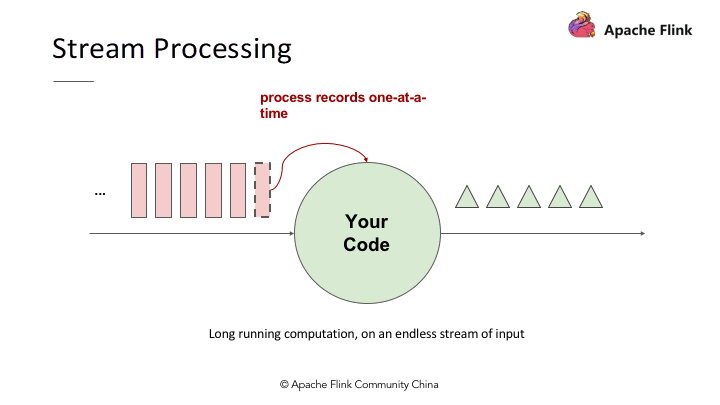 Apache Flink
Stream Processing
process records one-at-a-
time
...
Your
Code
Long running computation, on an endless stream of input
© Apache Flink Community China